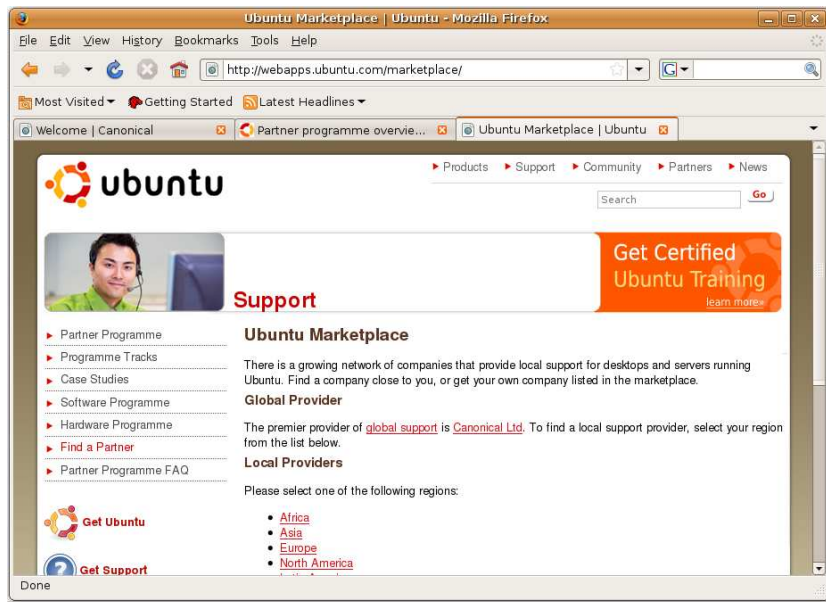 Ubuntu Marketplace | Ubuntu - Mozilla Firefox
File Edit View History Bookmarks Tools Help
http://webapps.ubuntu.com/marketplace/
G
Most Visited Getting Started Latest Headlines
Welcome | Canonical Partner programme overvie... Ubuntu Marketplace | Ubuntu
ubuntu
Products Support Community Partners News
Search Go
Support
Get Certified
Ubuntu Training
learn more»
Partner Programme
Programme Tracks
Case Studies
Software Programme
Hardware Programme
Find a Partner
Partner Programme FAQ
Get Ubuntu
? Get Support
Ubuntu Marketplace
There is a growing network of companies that provide local support for desktops and servers running
Ubuntu. Find a company close to you, or get your own company listed in the marketplace.
Global Provider
The premier provider of global support is Canonical Ltd. To find a local support provider, select your region
from the list below.
Local Providers
Please select one of the following regions:
Africa
Asia
Europe
North America
Done